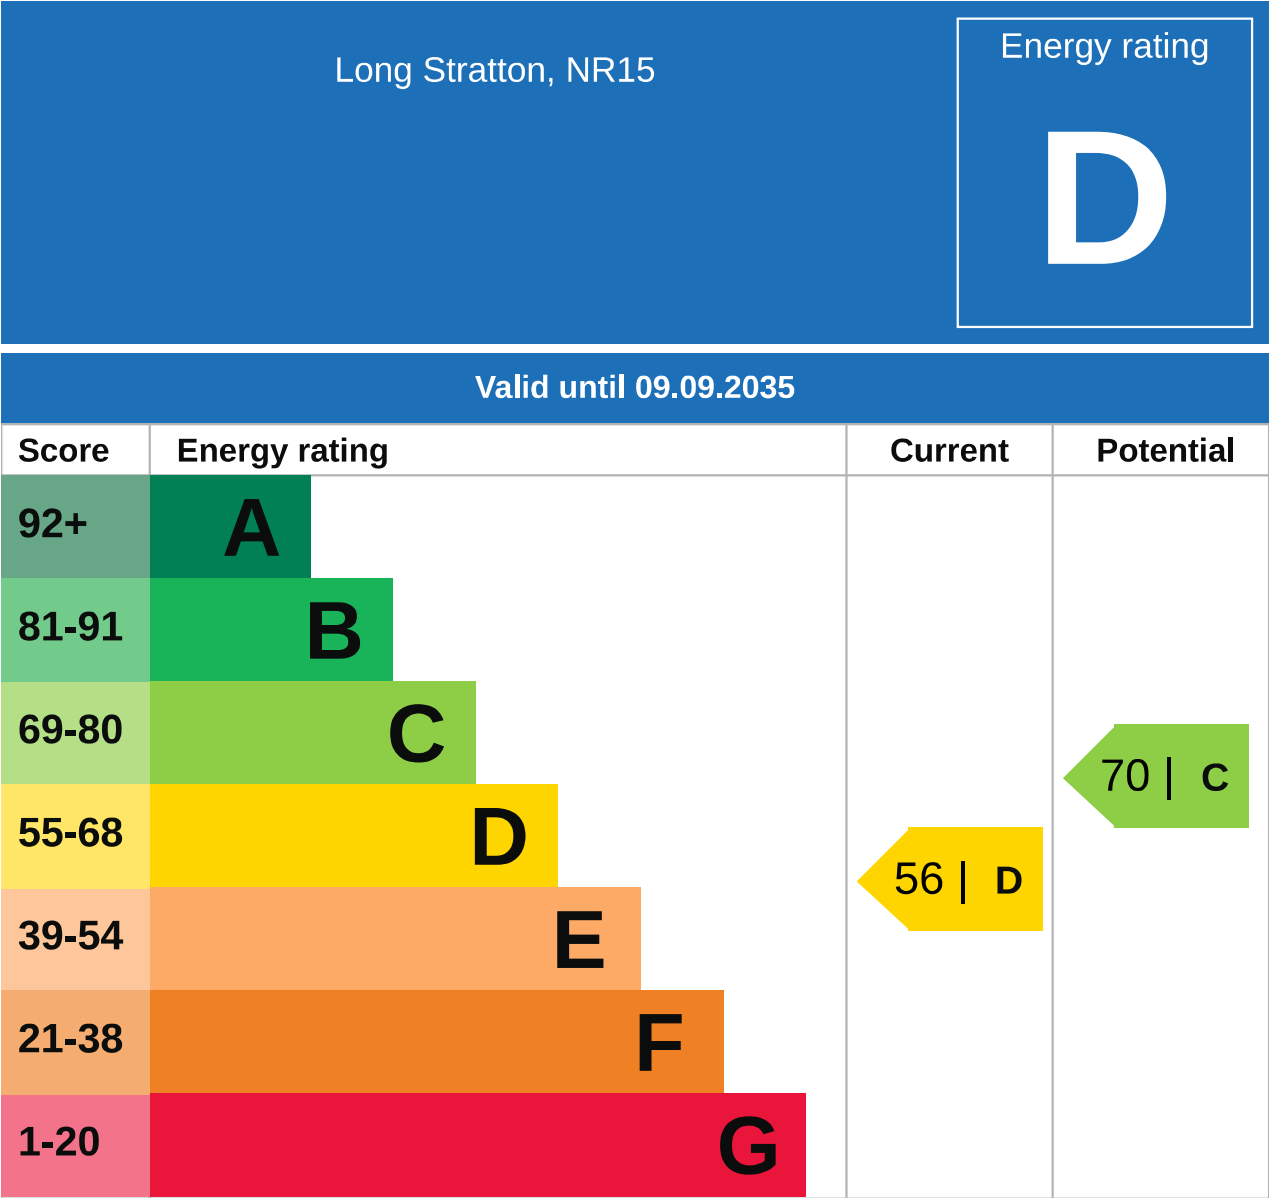 Long Stratton, NR15
Energy rating
D
Valid until 09.09.2035
Score Energy rating Current Potential
92+ A
81-91 B
69-80 C
70 | C
55-68 D
56 | D
39-54 E
21-38 F
1-20 G